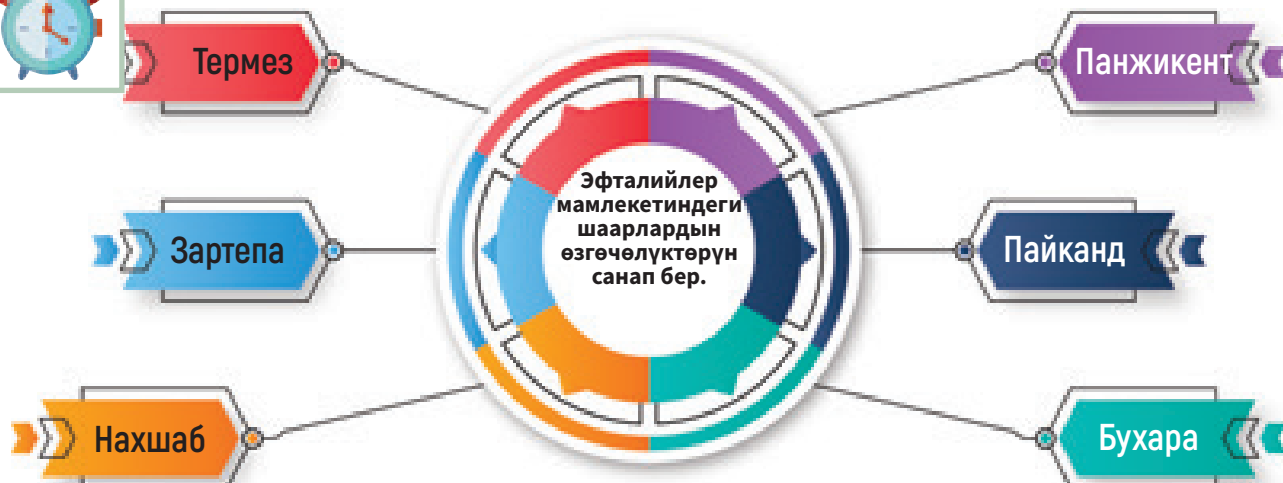 Термез
Панжикент
Эфталийлер
мамлекетиндеги
шаарлардын
өзгөчөлүктөрүн
санап бер.
Зартепа
Пайканд
Нахшаб
Бухара